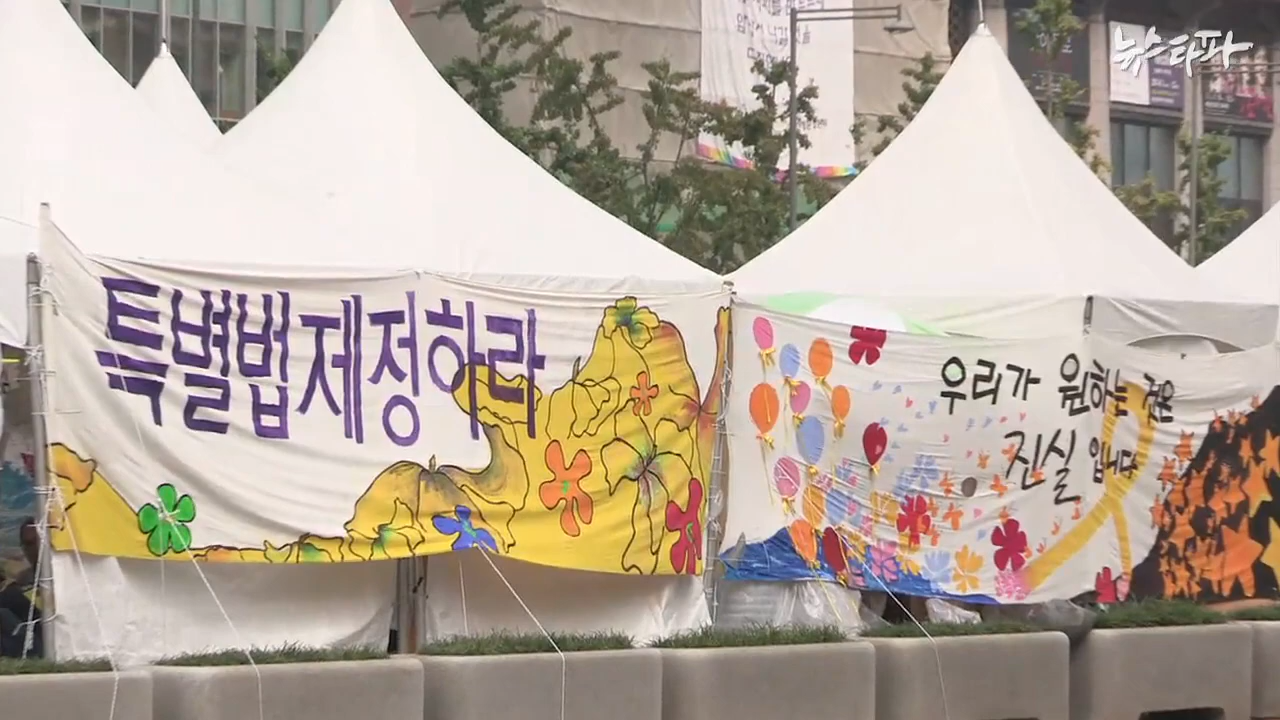 뉴스타파
특별법제정하라
우리가 원하는 것은
진실 입니다